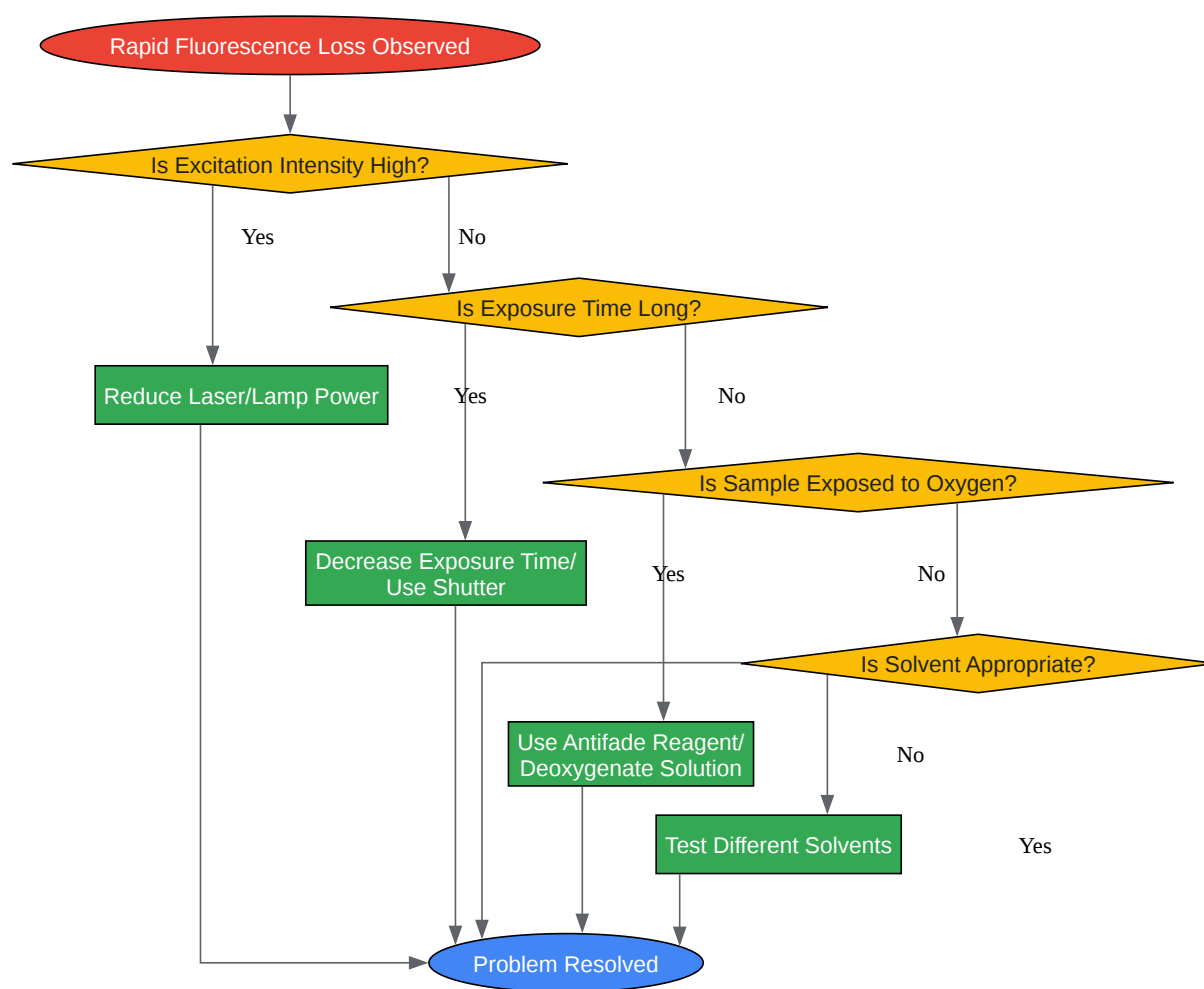 Rapid Fluorescence Loss Observed
Is Excitation Intensity High?
Yes
No
Is Exposure Time Long?
Reduce Laser/Lamp Power
Yes
No
Is Sample Exposed to Oxygen?
Decrease Exposure Time/
Use Shutter
Yes
No
Is Solvent Appropriate?
Use Antifade Reagent/
Deoxygenate Solution
No
Test Different Solvents
Yes
Problem Resolved